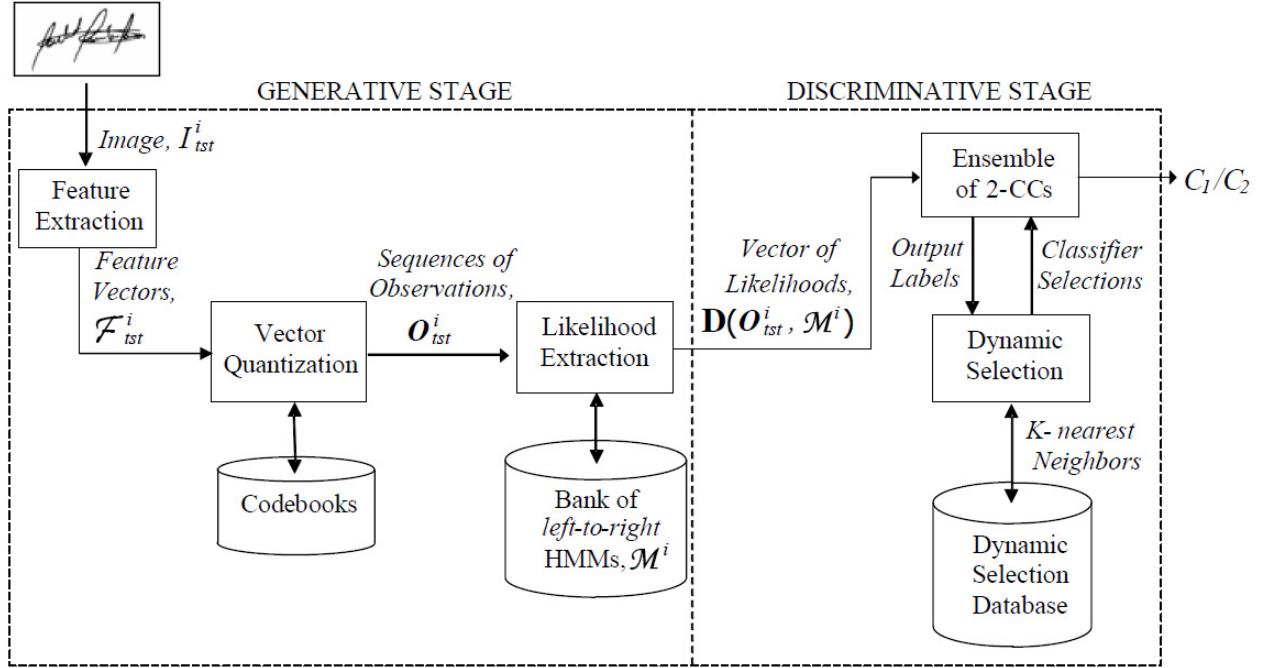 GENERATIVE STAGE
DISCRIMINATIVE STAGE
Image, I^i_tst
Feature
Extraction
Feature
Vectors,
F^i_tst
Vector
Quantization
Codebooks
Sequences of
Observations,
O^i_tst
Likelihood
Extraction
Bank of
left-to-right
HMMs, M^i
Vector of
Likelihoods,
D(O^i_tst, M^i)
Ensemble
of 2-CCs
C1/C2
Output
Labels
Classifier
Selections
Dynamic
Selection
K- nearest
Neighbors
Dynamic
Selection
Database